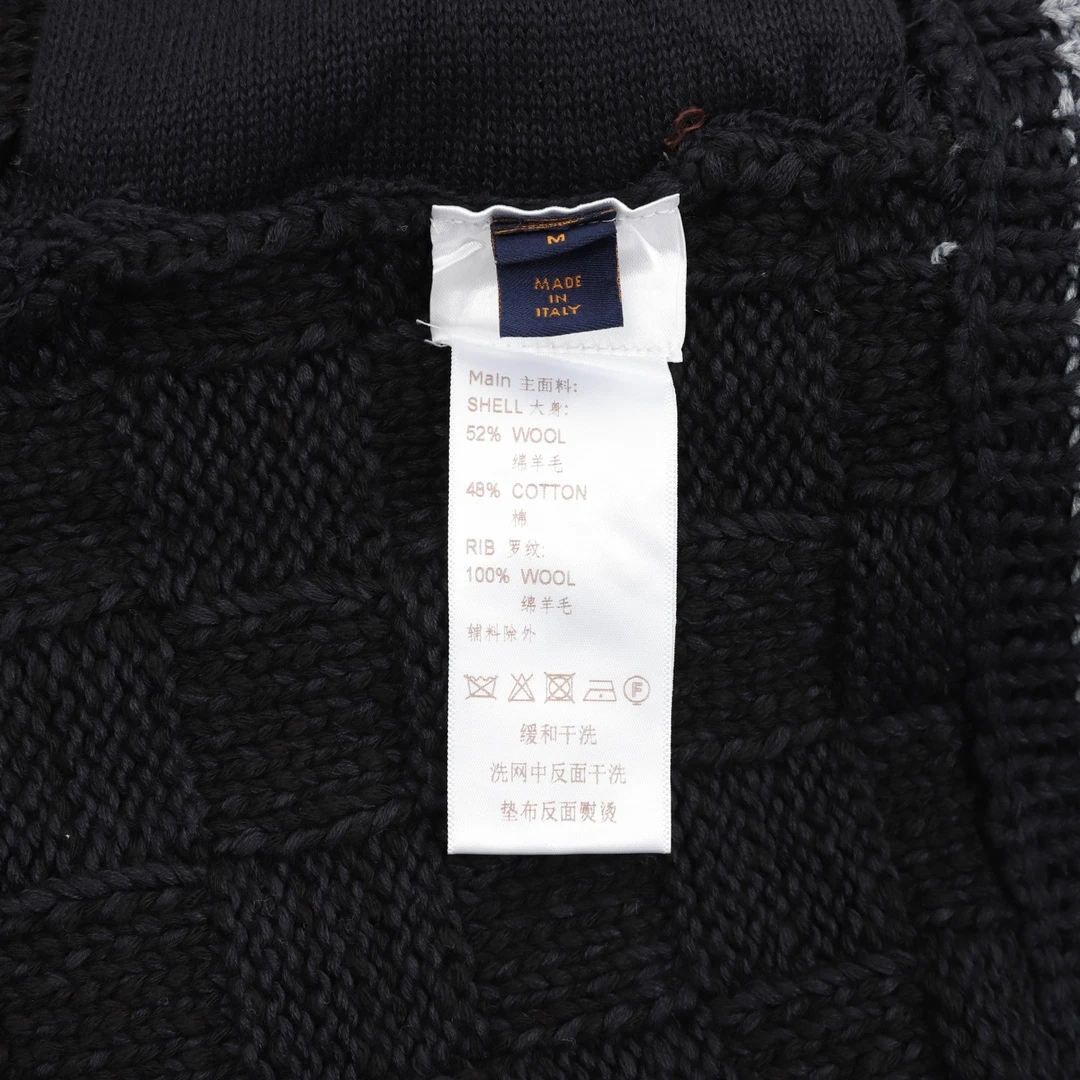 M
MADE
IN
ITALY
Main 主面料:
SHELL 大身:
52% WOOL
绵羊毛
48% COTTON
棉
RIB 罗纹:
100% WOOL
绵羊毛
辅料除外
F
缓和干洗
洗网中反面干洗
垫布反面熨烫